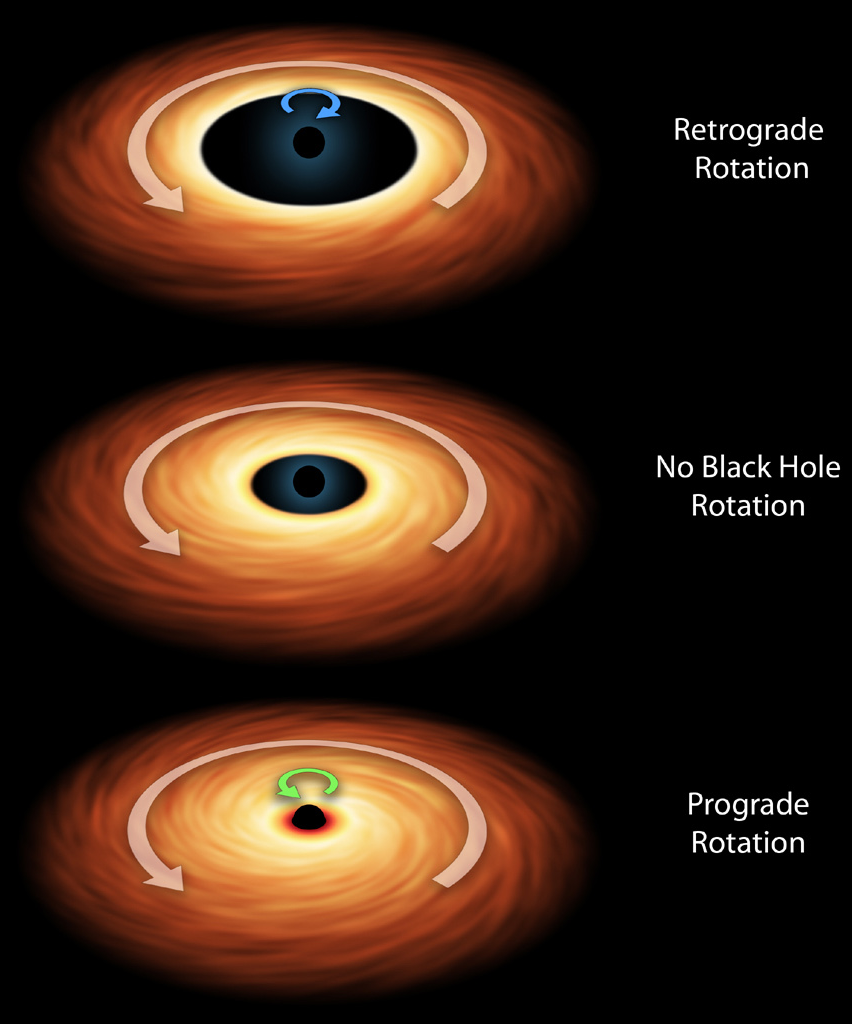 Retrograde
Rotation
No Black Hole
Rotation
Prograde
Rotation